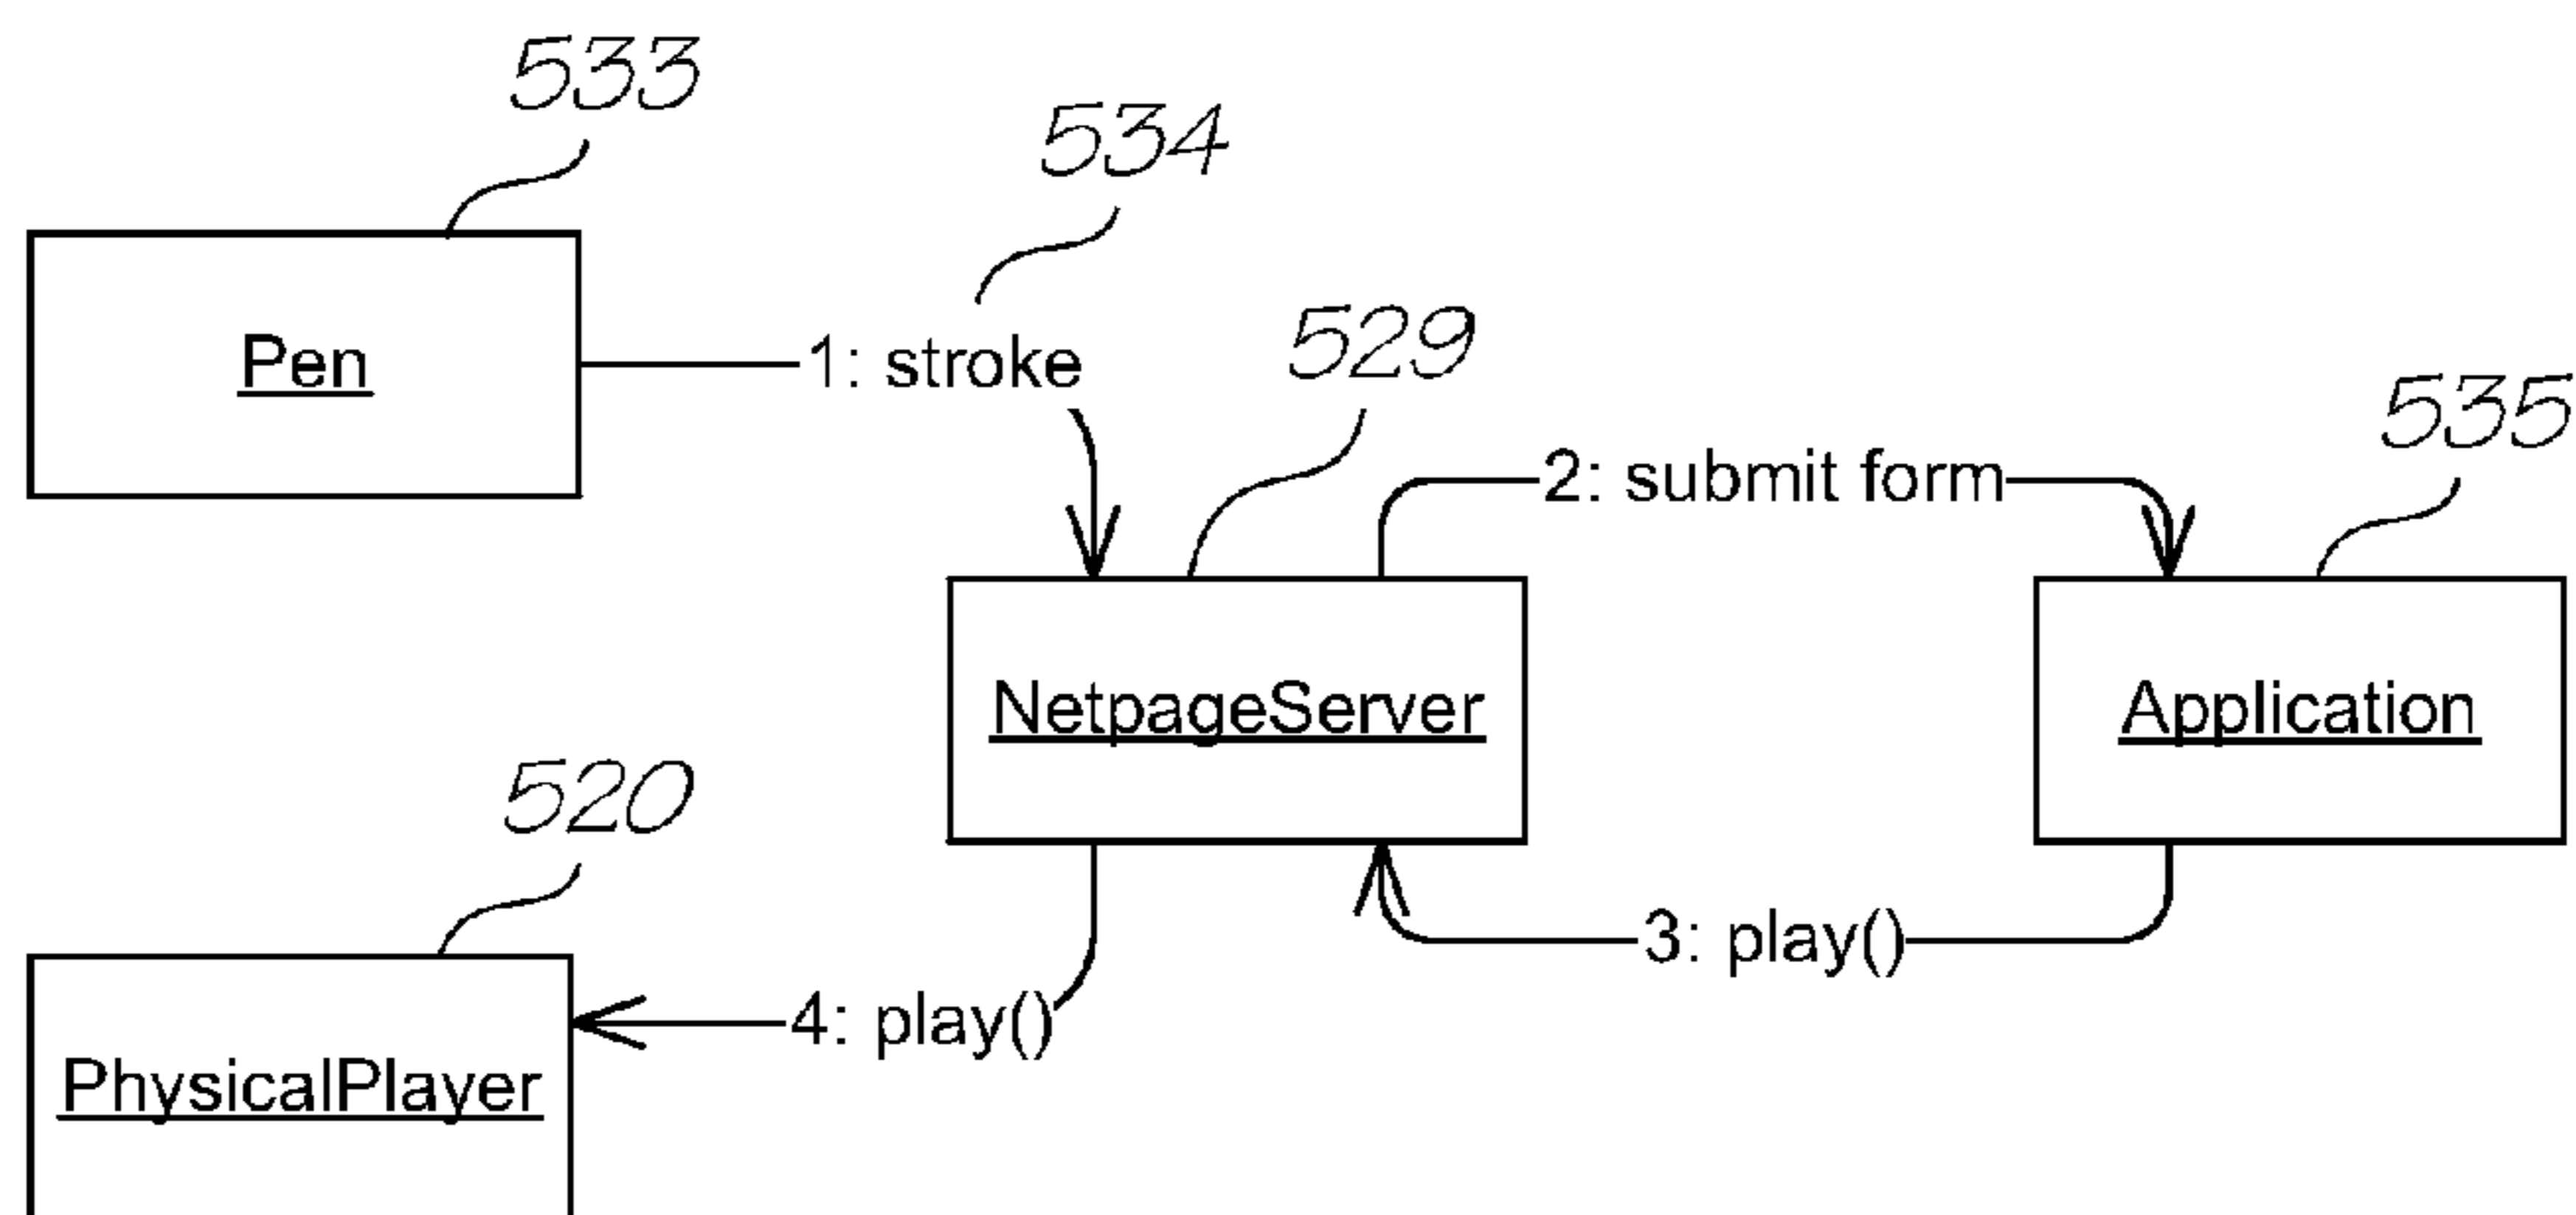 533
534
Pen
1: stroke
529
535
2: submit form
NetpageServer
Application
520
3: play()
4: play()
PhysicalPlayer